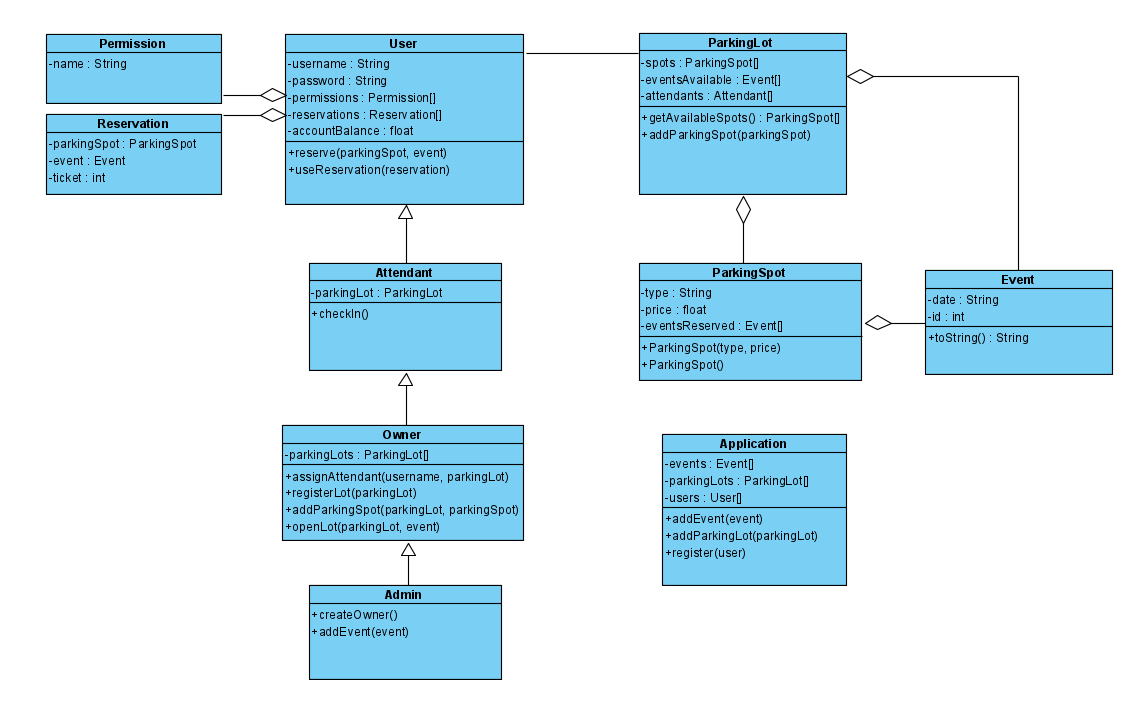 Permission
-name : String
Reservation
-parkingSpot : ParkingSpot
-event : Event
-ticket : int
User
-username : String
-password : String
-permissions : Permission[]
-reservations : Reservation[]
-accountBalance : float
+reserve(parkingSpot, event)
+useReservation(reservation)
ParkingLot
-spots : ParkingSpot[]
-eventsAvailable : Event[]
-attendants : Attendant[]
+getAvailableSpots() : ParkingSpot[]
+addParkingSpot(parkingSpot)
Attendant
-parkingLot : ParkingLot
+checkIn()
ParkingSpot
-type : String
-price : float
-eventsReserved : Event[]
+ParkingSpot(type, price)
+ParkingSpot()
Event
-date : String
-id : int
+toString() : String
Owner
-parkingLots : ParkingLot[]
+assignAttendant(username, parkingLot)
+registerLot(parkingLot)
+addParkingSpot(parkingLot, parkingSpot)
+openLot(parkingLot, event)
Application
-events : Event[]
-parkingLots : ParkingLot[]
-users : User[]
+addEvent(event)
+addParkingLot(parkingLot)
+register(user)
Admin
+createOwner()
+addEvent(event)